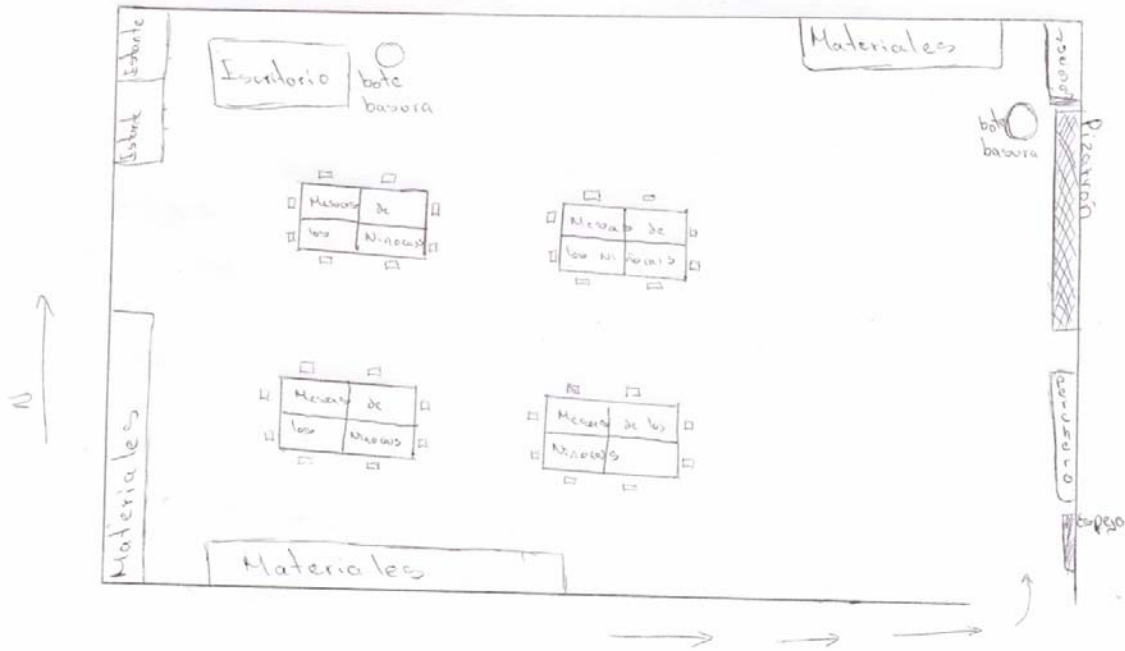 Estante
Estante
Escritorio
bote
basura
Materiales
bote
basura
Pizarrón
Mesas de
los Niños
Mesas de
los Niños
N
Mesas de
los Niños
Mesas de los
Niños
Materiales
Materiales
Espejo